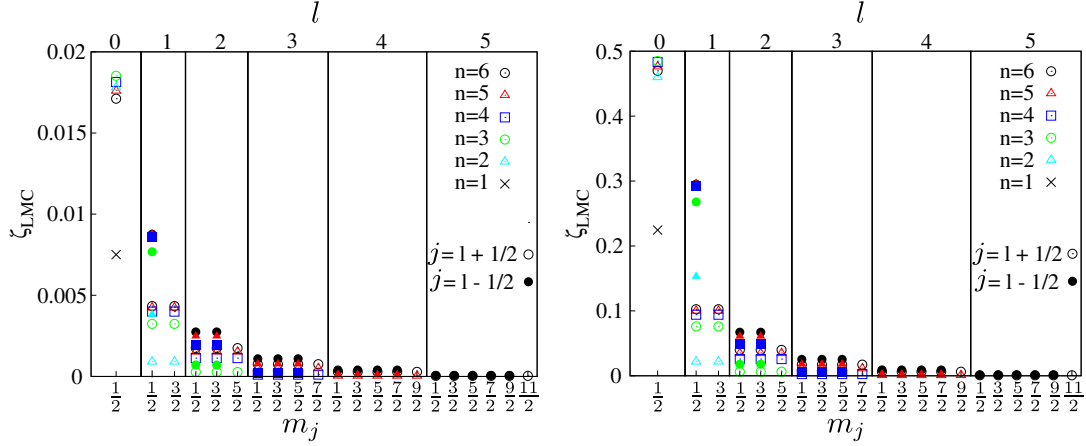 l
0 1 2 3 4 5
0.02
0.015
0.01
0.005
0
ζLMC
n=6
n=5
n=4
n=3
n=2
n=1
j=l + 1/2
j=l - 1/2
1/2 1/2 3/2 1/2 3/2 5/2 1/2 3/2 5/2 7/2 1/2 3/2 5/2 7/2 9/2 1/2 3/2 5/2 7/2 9/2 11/2
mj
l
0 1 2 3 4 5
0.5
0.4
0.3
0.2
0.1
0
ζLMC
n=6
n=5
n=4
n=3
n=2
n=1
j=l + 1/2
j=l - 1/2
1/2 1/2 3/2 1/2 3/2 5/2 1/2 3/2 5/2 7/2 1/2 3/2 5/2 7/2 9/2 1/2 3/2 5/2 7/2 9/2 11/2
mj